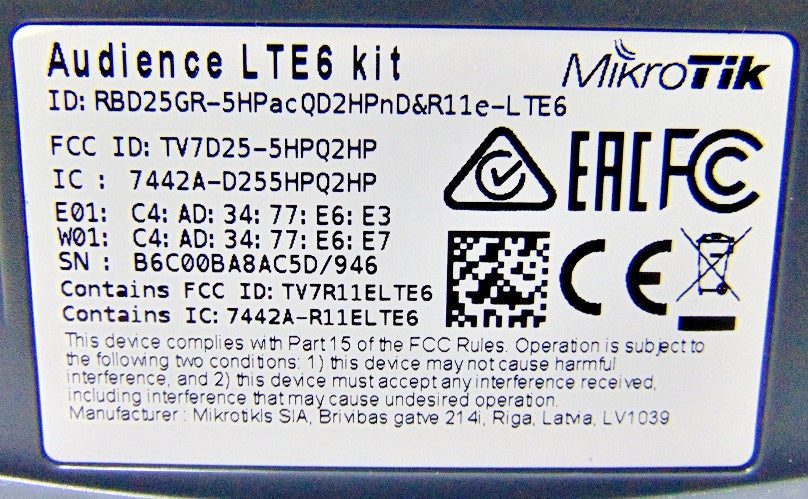 Audience LTE6 kit
MikroTik
ID: RBD25GR-5HPacQD2HPnD&R11e-LTE6
FCC ID: TV7D25-5HPQ2HP
IC : 7442A-D255HPQ2HP
E01: C4: AD: 34: 77: E6: E3
W01: C4: AD: 34: 77: E6: E7
SN : B6C00BA8AC5D/946
Contains FCC ID: TV7R11ELTE6
Contains IC: 7442A-R11ELTE6
EAC FC CE
This device complies with Part 15 of the FCC Rules. Operation is subject to
the following two conditions: 1) this device may not cause harmful
interference, and 2) this device must accept any interference received,
including interference that may cause undesired operation.
Manufacturer : Mikrotikls SIA, Brivibas gatve 214i, Riga, Latvia, LV1039